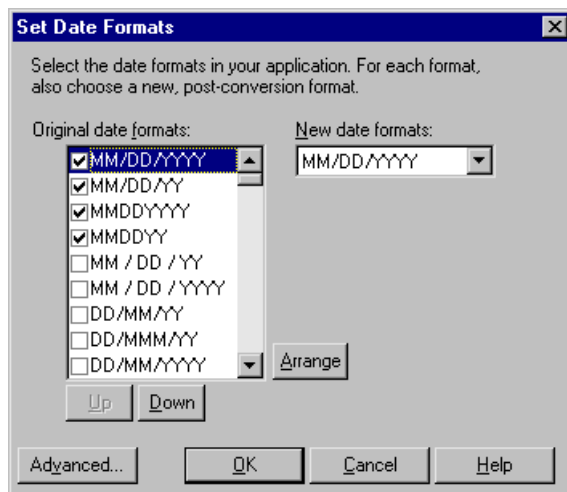 Set Date Formats
Select the date formats in your application. For each format,
also choose a new, post-conversion format.
Original date formats:
New date formats:
MM/DD/YYYY
MM/DD/YYYY
MM/DD/YY
MMDDYYYY
MMDDYY
MM / DD / YY
MM / DD / YYYY
DD/MM/YY
DD/MMM/YY
DD/MM/YYYY
Arrange
Up
Down
Advanced...
OK
Cancel
Help